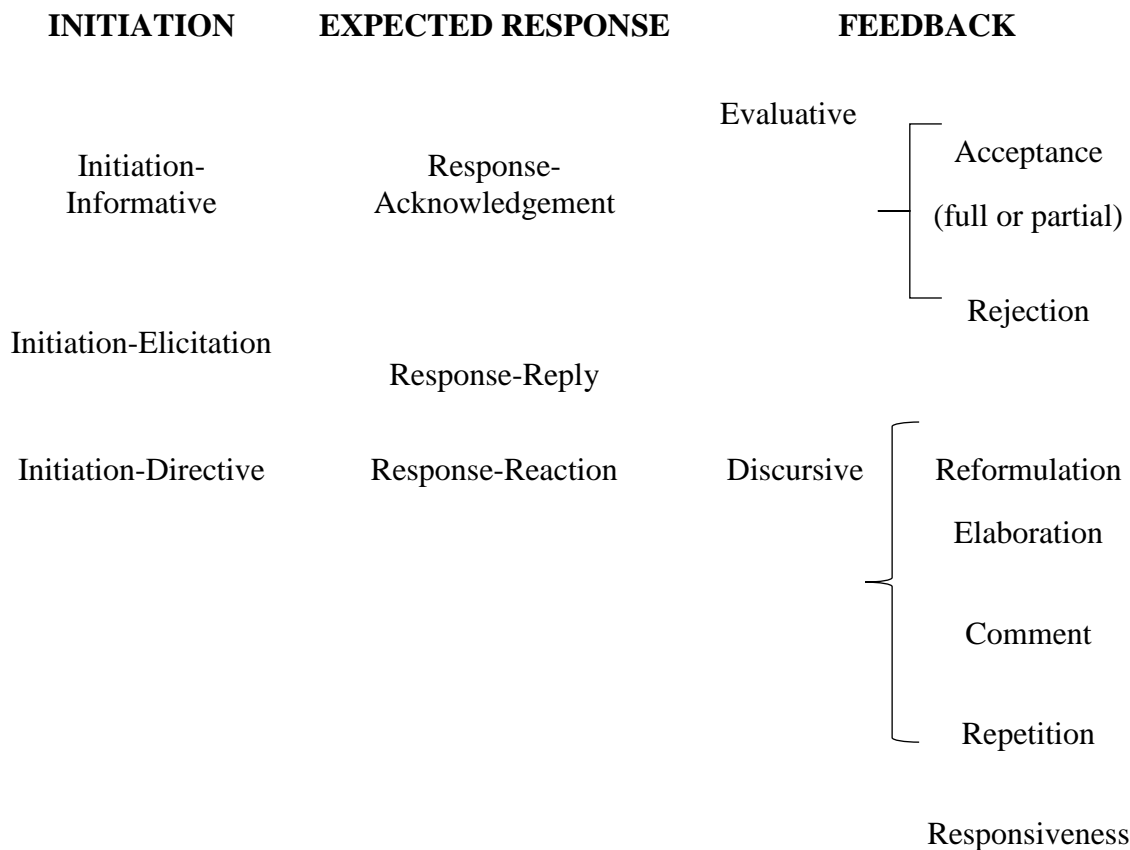 INITIATION EXPECTED RESPONSE FEEDBACK
Evaluative
Initiation-
Informative
Response-
Acknowledgement
Acceptance
(full or partial)
Rejection
Initiation-Elicitation
Response-Reply
Initiation-Directive Response-Reaction Discursive Reformulation
Elaboration
Comment
Repetition
Responsiveness